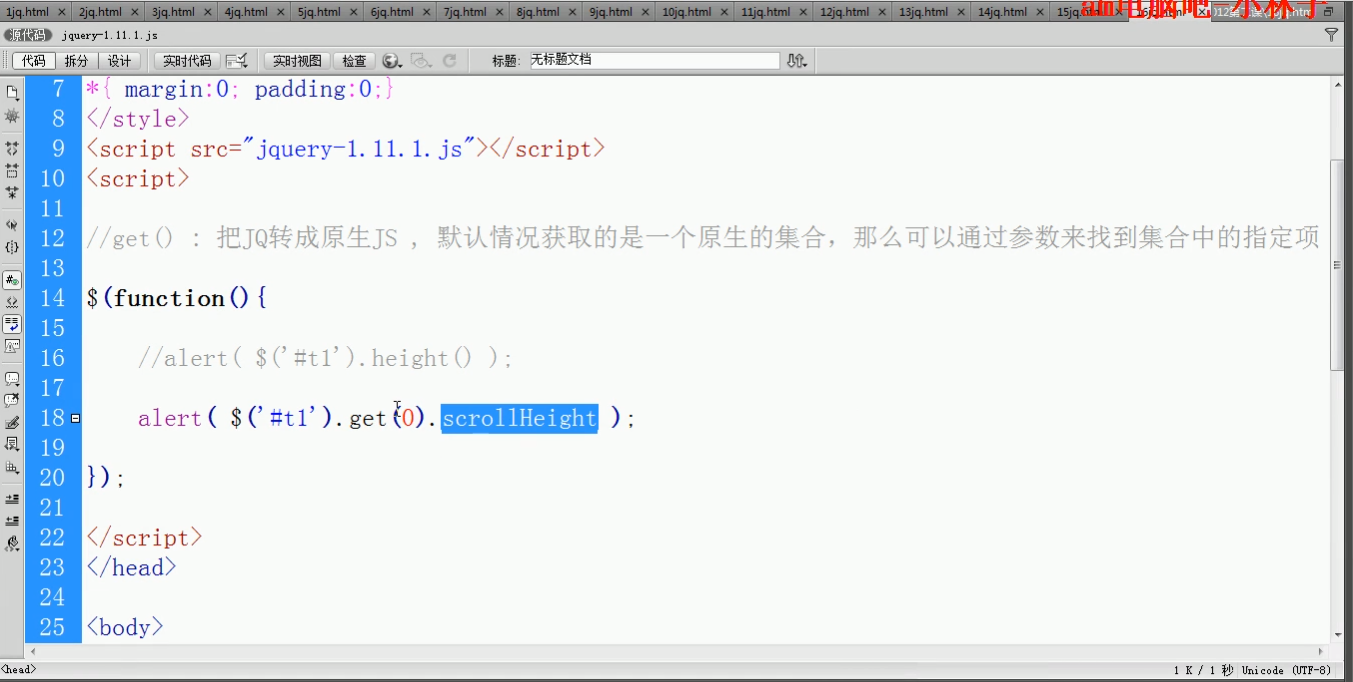 1jq.html × 2jq.html × 3jq.html × 4jq.html × 5jq.html × 6jq.html × 7jq.html × 8jq.html × 9jq.html × 10jq.html × 11jq.html × 12jq.html × 13jq.html × 14jq.html ×
电脑吧-小林子
源代码 jquery-1.11.1.js
代码 拆分 设计 实时代码 实时视图 检查 标题: 无标题文档
7 *{ margin:0; padding:0;}
8 </style>
9 <script src="jquery-1.11.1.js"></script>
10 <script>
11
12 //get() : 把JQ转成原生JS , 默认情况获取的是一个原生的集合，那么可以通过参数来找到集合中的指定项
13
14 $(function(){
15
16 //alert( $('#t1').height() );
17
18 alert( $('#t1').get(0).scrollHeight );
19
20 });
21
22 </script>
23 </head>
24
25 <body>
<head> 1 K / 1 秒 Unicode (UTF-8)